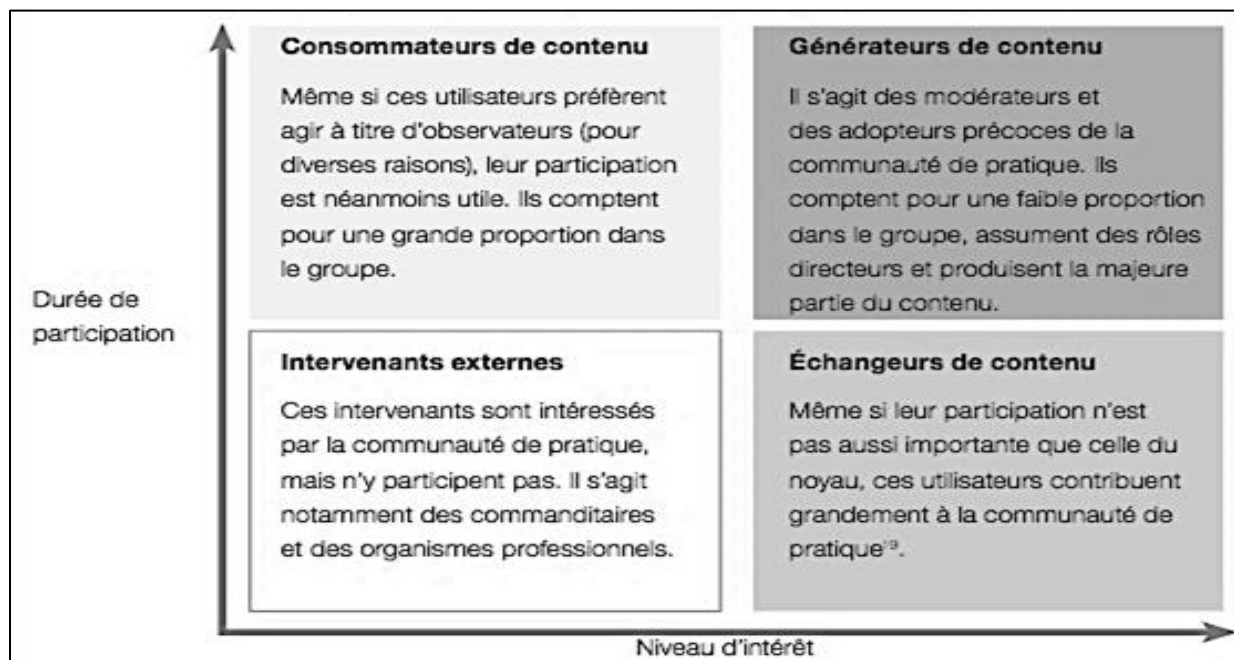 Consommateurs de contenu
Même si ces utilisateurs préfèrent
agir à titre d'observateurs (pour
diverses raisons), leur participation
est néanmoins utile. Ils comptent
pour une grande proportion dans
le groupe.
Générateurs de contenu
Il s'agit des modérateurs et
des adopteurs précoces de la
communauté de pratique. Ils
comptent pour une faible proportion
dans le groupe, assument des rôles
directeurs et produisent la majeure
partie du contenu.
Durée de
participation
Intervenants externes
Ces intervenants sont intéressés
par la communauté de pratique,
mais n'y participent pas. Il s'agit
notamment des commanditaires
et des organismes professionnels.
Échangeurs de contenu
Même si leur participation n'est
pas aussi importante que celle du
noyau, ces utilisateurs contribuent
grandement à la communauté de
pratique.
Niveau d'intérêt